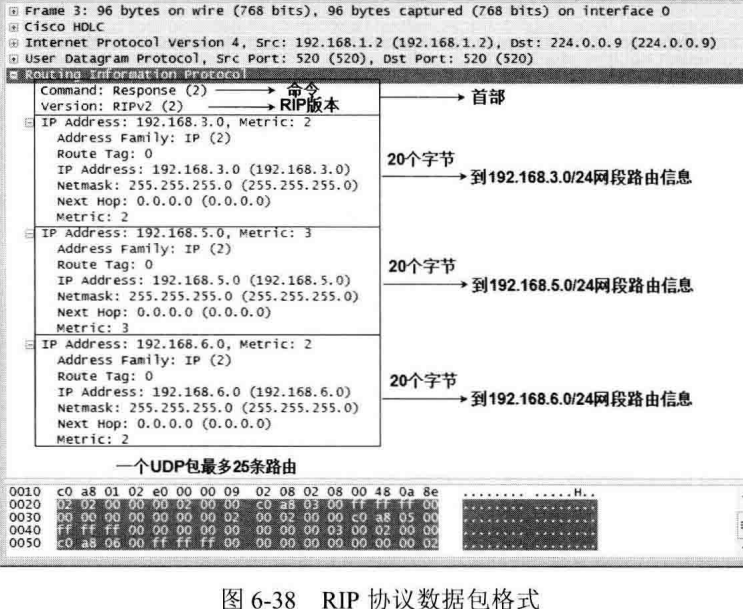 Frame 3: 96 bytes on wire (768 bits), 96 bytes captured (768 bits) on interface 0
Cisco HDLC
Internet Protocol Version 4, Src: 192.168.1.2 (192.168.1.2), Dst: 224.0.0.9 (224.0.0.9)
User Datagram Protocol, Src Port: 520 (520), Dst Port: 520 (520)
Routing Information Protocol
Command: Response (2) 命令
Version: RIPv2 (2) RIP版本
首部
IP Address: 192.168.3.0, Metric: 2
Address Family: IP (2)
Route Tag: 0
IP Address: 192.168.3.0 (192.168.3.0)
Netmask: 255.255.255.0 (255.255.255.0)
Next Hop: 0.0.0.0 (0.0.0.0)
Metric: 2
20个字节
到192.168.3.0/24网段路由信息
IP Address: 192.168.5.0, Metric: 3
Address Family: IP (2)
Route Tag: 0
IP Address: 192.168.5.0 (192.168.5.0)
Netmask: 255.255.255.0 (255.255.255.0)
Next Hop: 0.0.0.0 (0.0.0.0)
Metric: 3
20个字节
到192.168.5.0/24网段路由信息
IP Address: 192.168.6.0, Metric: 2
Address Family: IP (2)
Route Tag: 0
IP Address: 192.168.6.0 (192.168.6.0)
Netmask: 255.255.255.0 (255.255.255.0)
Next Hop: 0.0.0.0 (0.0.0.0)
Metric: 2
20个字节
到192.168.6.0/24网段路由信息
一个UDP包最多25条路由
0010 c0 a8 01 02 e0 00 00 09 02 08 02 08 00 48 0a 8e ........ .....H..
0020 02 02 00 00 00 02 00 00 c0 a8 03 00 ff ff ff 00 ........ ........
0030 00 00 00 00 00 00 00 02 00 02 00 00 c0 a8 05 00 ........ ........
0040 ff ff ff 00 00 00 00 00 00 00 00 03 00 02 00 00 ........ ........
0050 c0 a8 06 00 ff ff ff 00 00 00 00 00 00 00 00 02 ........ ........
图 6-38 RIP 协议数据包格式